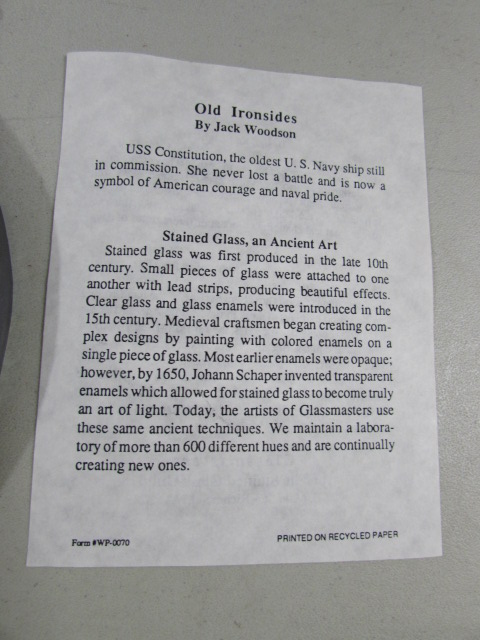 Old Ironsides
By Jack Woodson
USS Constitution, the oldest U. S. Navy ship still
in commission. She never lost a battle and is now a
symbol of American courage and naval pride.
Stained Glass, an Ancient Art
Stained glass was first produced in the late 10th
century. Small pieces of glass were attached to one
another with lead strips, producing beautiful effects.
Clear glass and glass enamels were introduced in the
15th century. Medieval craftsmen began creating com-
plex designs by painting with colored enamels on a
single piece of glass. Most earlier enamels were opaque;
however, by 1650, Johann Schaper invented transparent
enamels which allowed for stained glass to become truly
an art of light. Today, the artists of Glassmasters use
these same ancient techniques. We maintain a labora-
tory of more than 600 different hues and are continually
creating new ones.
Form #WP-0070
PRINTED ON RECYCLED PAPER